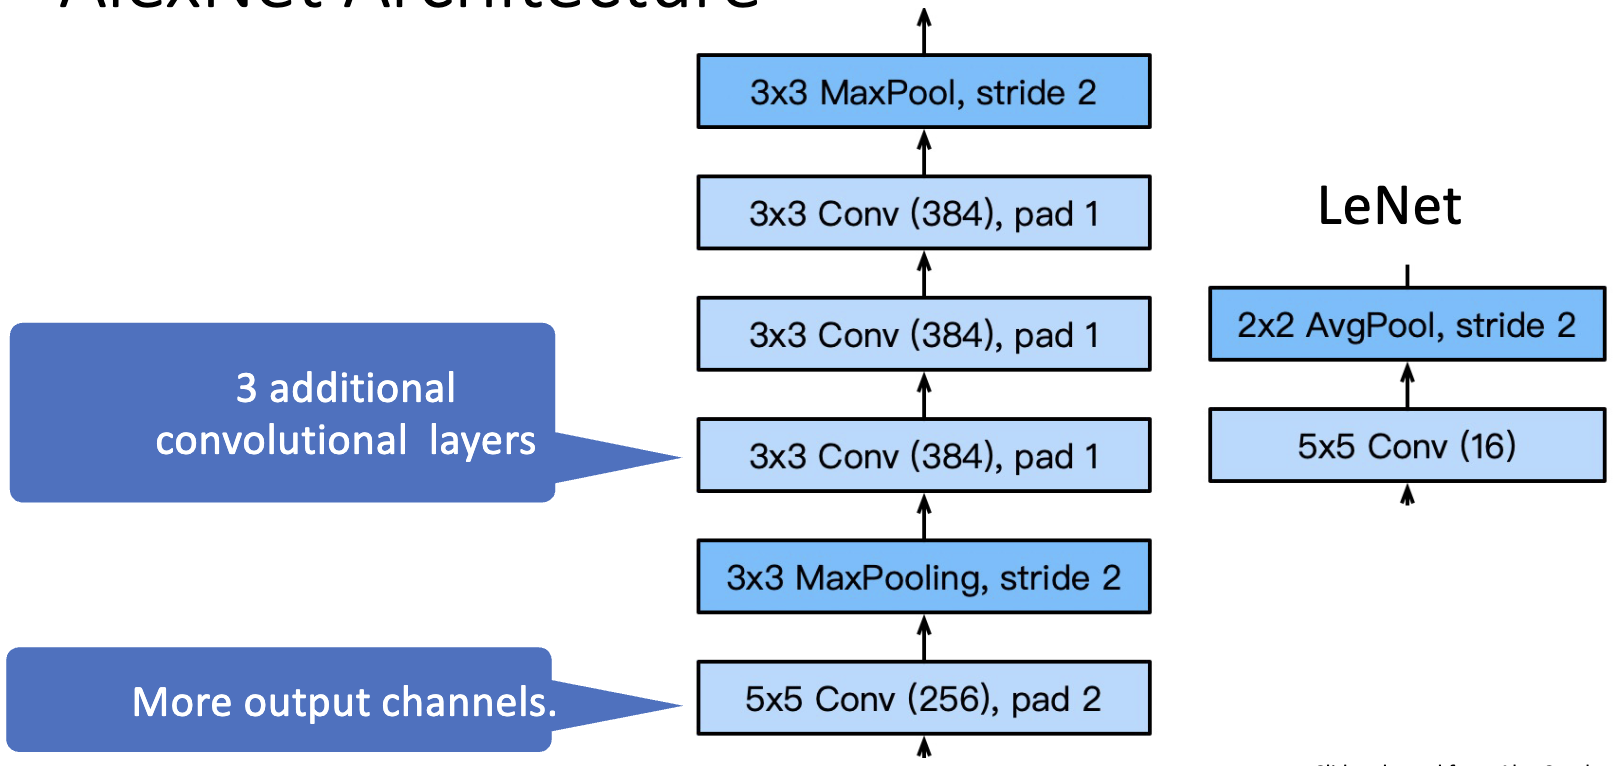 AlexNet Architecture
3x3 MaxPool, stride 2
3x3 Conv (384), pad 1
3x3 Conv (384), pad 1
3 additional
convolutional layers
3x3 Conv (384), pad 1
3x3 MaxPooling, stride 2
More output channels.
5x5 Conv (256), pad 2
LeNet
2x2 AvgPool, stride 2
5x5 Conv (16)